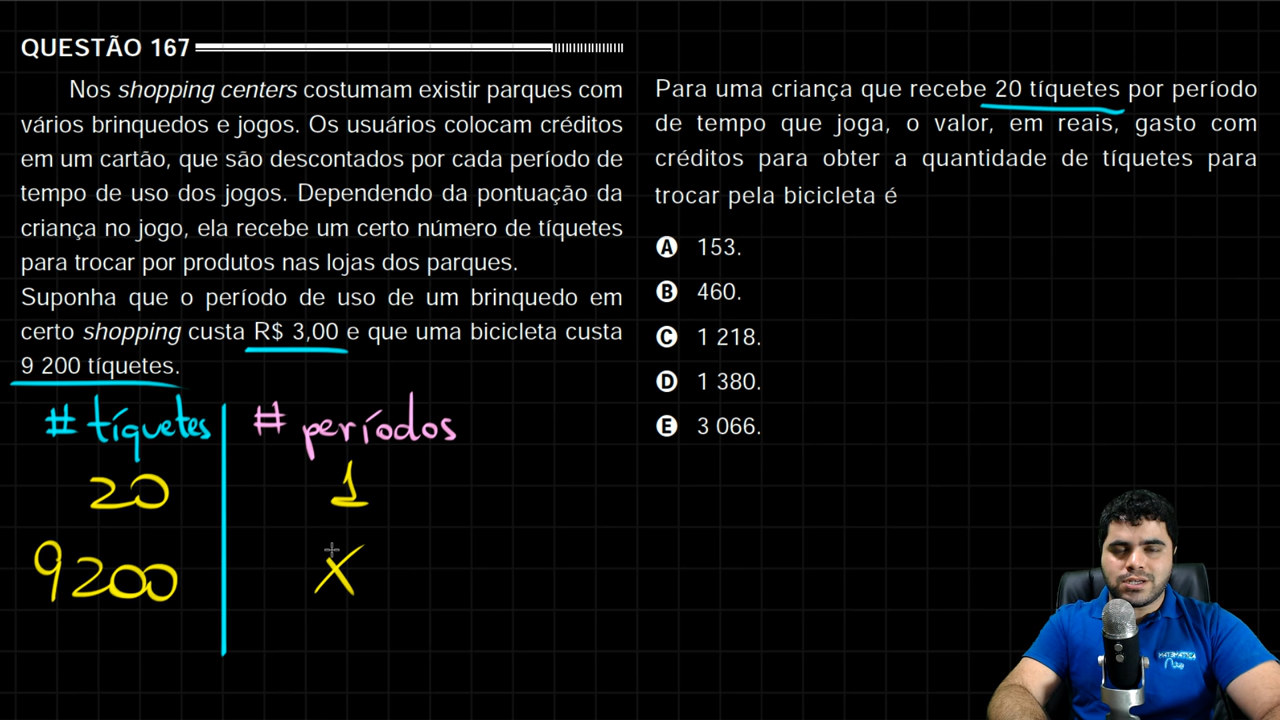 QUESTÃO 167
Nos shopping centers costumam existir parques com
vários brinquedos e jogos. Os usuários colocam créditos
em um cartão, que são descontados por cada período de
tempo de uso dos jogos. Dependendo da pontuação da
criança no jogo, ela recebe um certo número de tíquetes
para trocar por produtos nas lojas dos parques.
Suponha que o período de uso de um brinquedo em
certo shopping custa R$ 3,00 e que uma bicicleta custa
9 200 tíquetes.
# tíquetes # períodos
20 1
9200 x
Para uma criança que recebe 20 tíquetes por período
de tempo que joga, o valor, em reais, gasto com
créditos para obter a quantidade de tíquetes para
trocar pela bicicleta é
A 153.
B 460.
C 1 218.
D 1 380.
E 3 066.